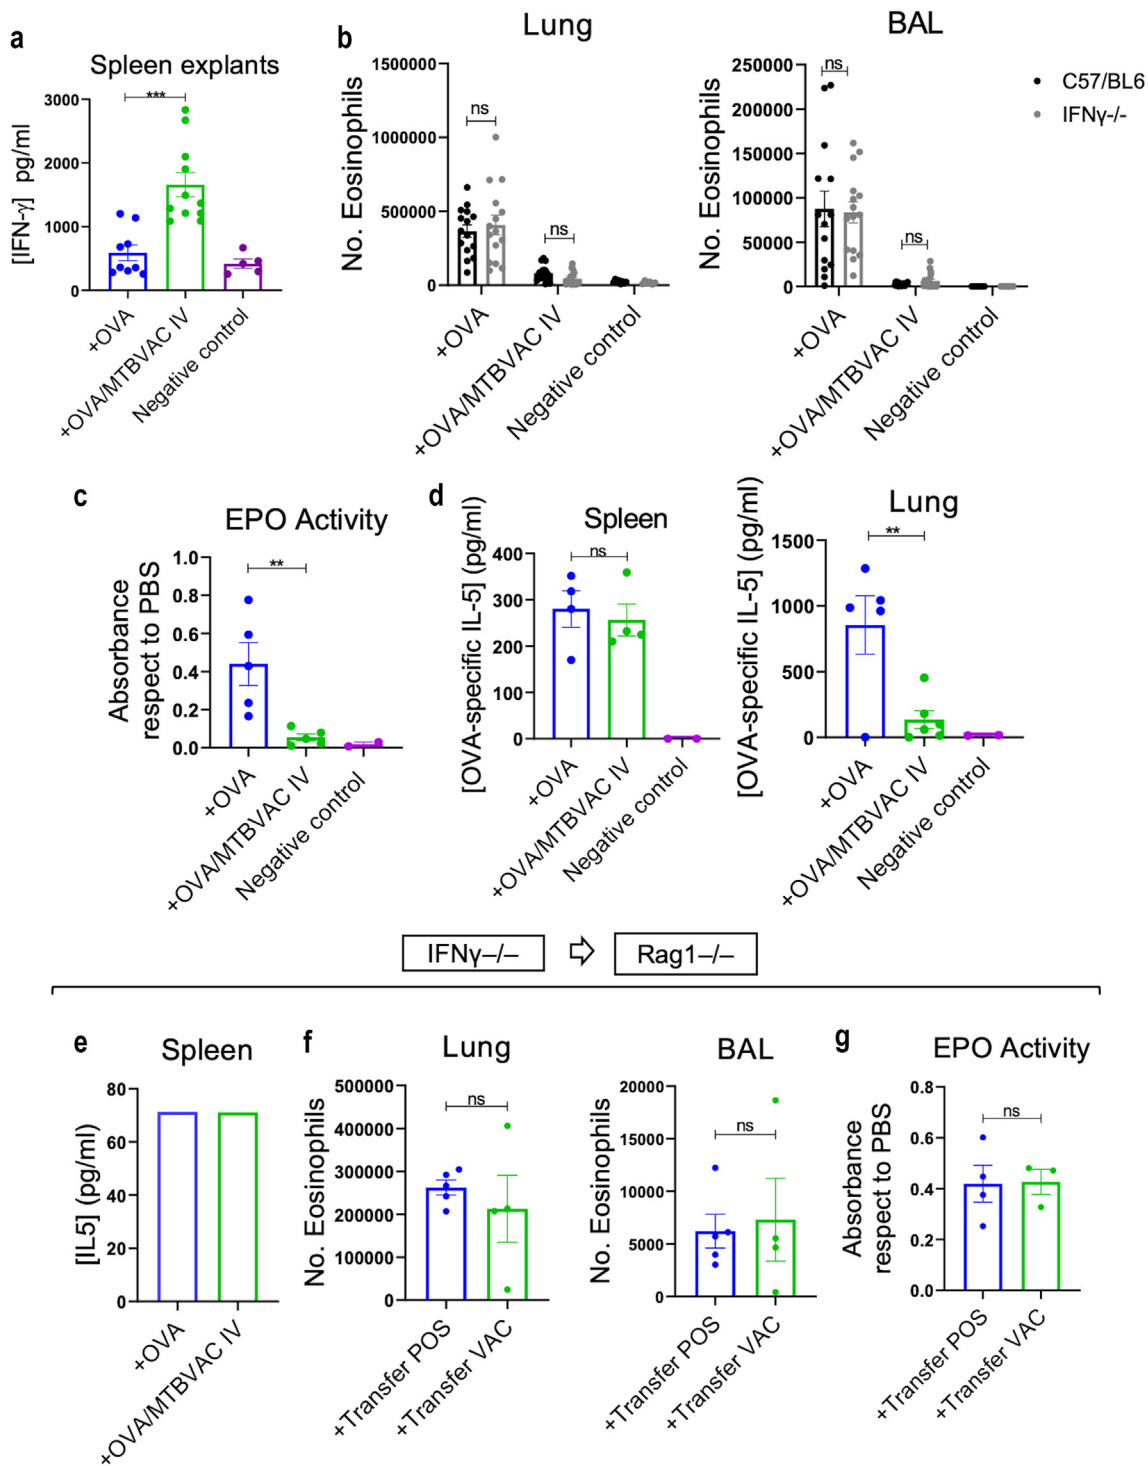 a
Spleen explants
[IFN-γ] pg/ml
3000
2000
1000
0
***
+OVA
+OVA/MTBVAC IV
Negative control
b
Lung
No. Eosinophils
1500000
1000000
500000
0
ns
ns
+OVA
+OVA/MTBVAC IV
Negative control
BAL
No. Eosinophils
250000
200000
150000
100000
50000
0
ns
ns
+OVA
+OVA/MTBVAC IV
Negative control
C57/BL6
IFNγ-/-
c
EPO Activity
Absorbance
respect to PBS
1.0
0.8
0.6
0.4
0.2
0.0
**
+OVA
+OVA/MTBVAC IV
Negative control
d
Spleen
[OVA-specific IL-5] (pg/ml)
400
300
200
100
0
ns
+OVA
+OVA/MTBVAC IV
Negative control
Lung
[OVA-specific IL-5] (pg/ml)
1500
1000
500
0
**
+OVA
+OVA/MTBVAC IV
Negative control
IFNγ–/–
Rag1–/–
e
Spleen
[IL5] (pg/ml)
80
60
40
20
0
+OVA
+OVA/MTBVAC IV
f
Lung
No. Eosinophils
500000
400000
300000
200000
100000
0
ns
+Transfer POS
+Transfer VAC
BAL
No. Eosinophils
20000
15000
10000
5000
0
ns
+Transfer POS
+Transfer VAC
g
EPO Activity
Absorbance
respect to PBS
0.8
0.6
0.4
0.2
0.0
ns
+Transfer POS
+Transfer VAC